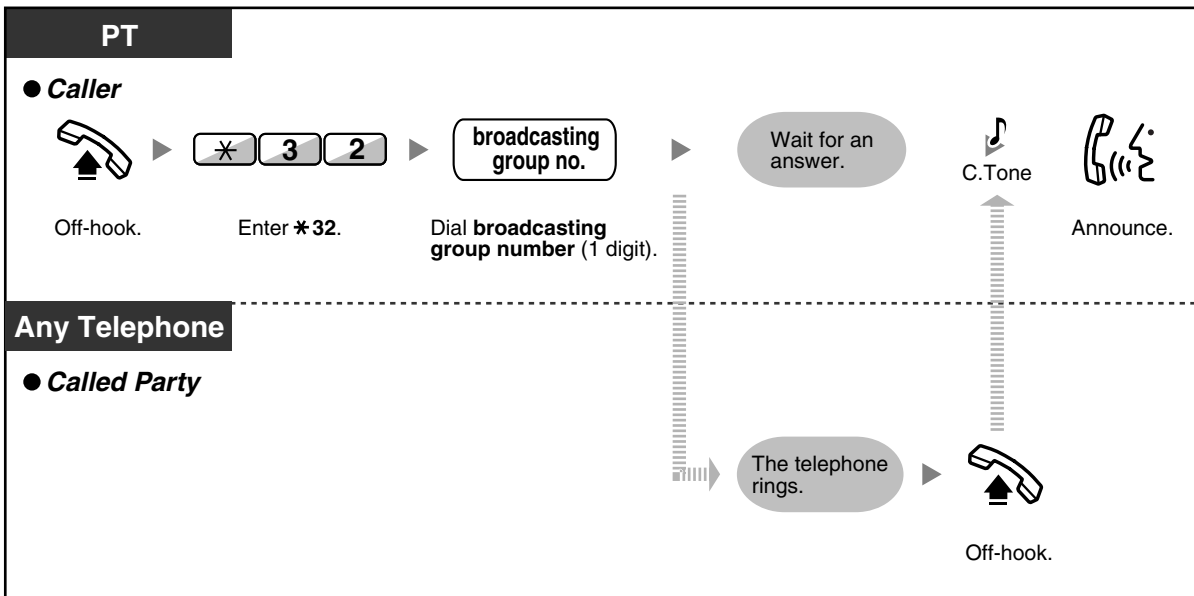 PT
● Caller
✳ 3 2
broadcasting
group no.
Wait for an
answer.
C.Tone
Off-hook.
Enter ✳32.
Dial broadcasting
group number (1 digit).
Announce.
Any Telephone
● Called Party
The telephone
rings.
Off-hook.